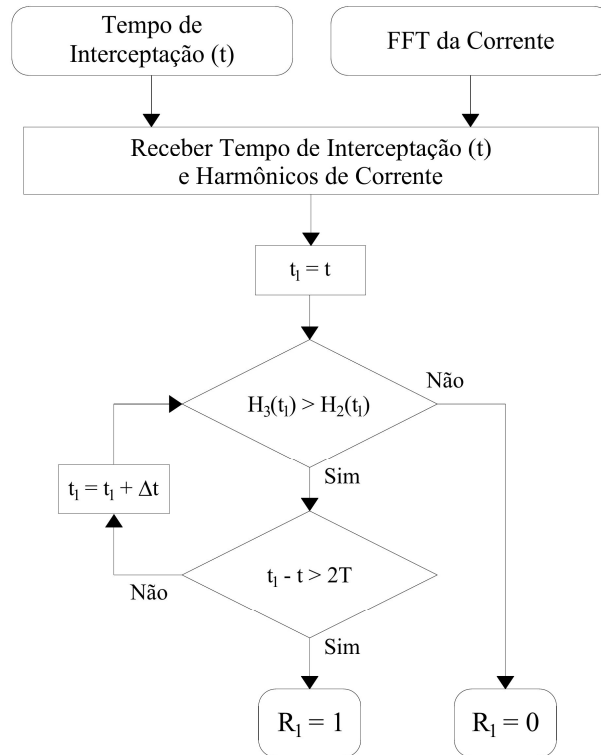 Tempo de
Interceptação (t)
FFT da Corrente
Receber Tempo de Interceptação (t)
e Harmônicos de Corrente
t₁ = t
H₃(t₁) > H₂(t₁)
Não
Sim
t₁ = t₁ + Δt
t₁ - t > 2T
Não
Sim
R₁ = 1
R₁ = 0